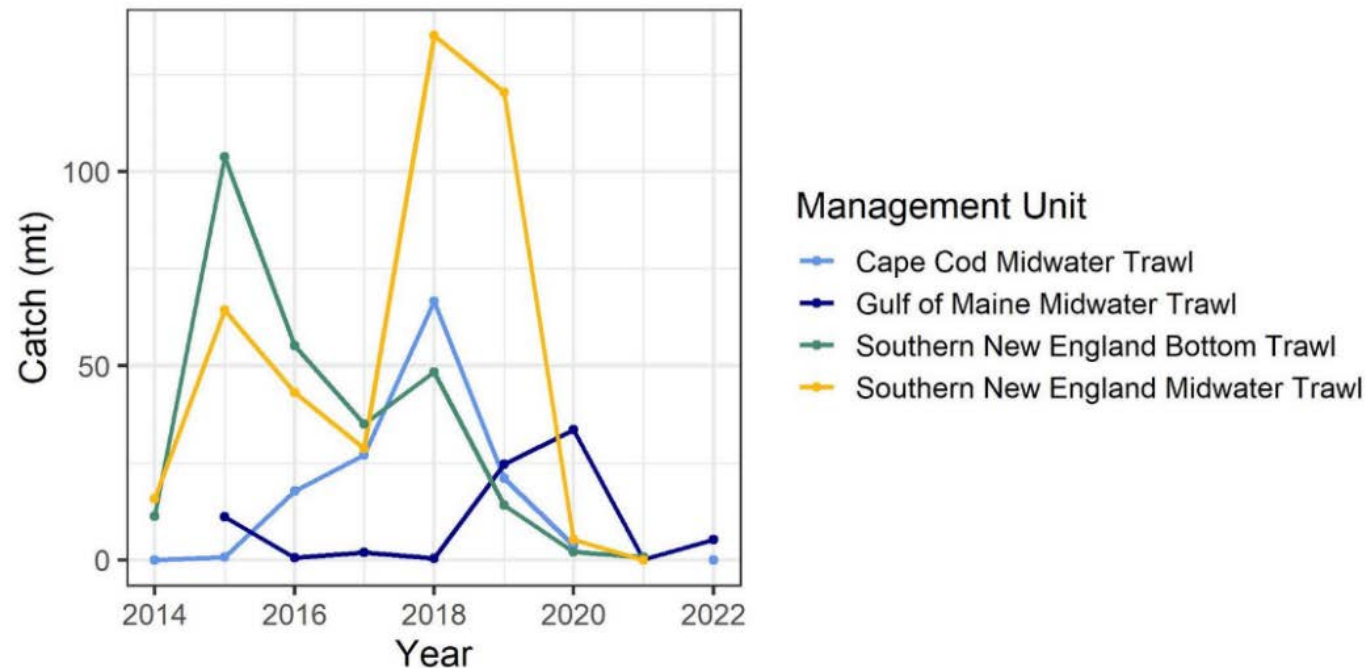 100
50
0
Catch (mt)
2014 2016 2018 2020 2022
Year
Management Unit
Cape Cod Midwater Trawl
Gulf of Maine Midwater Trawl
Southern New England Bottom Trawl
Southern New England Midwater Trawl